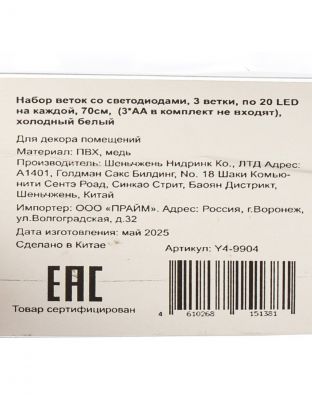 Набор веток со светодиодами, 3 ветки, по 20 LED
на каждой, 70см, (3*АА в комплект не входят),
холодный белый
Для декора помещений
Материал: ПВХ, медь
Производитель: Шеньчжень Нидринк Ко., ЛТД Адрес:
А1401, Голдман Сакс Билдинг, No. 18 Шаки Комью-
нити Сентэ Роад, Синкао Стрит, Баоян Дистрикт,
Шеньчжень, Китай
Импортер: ООО «ПРАЙМ». Адрес: Россия, г.Воронеж,
ул.Волгоградская, д.32
Дата изготовления: май 2025
Сделано в Китае Артикул: Y4-9904
ЕАС
Товар сертифицирован
4 610268 151381